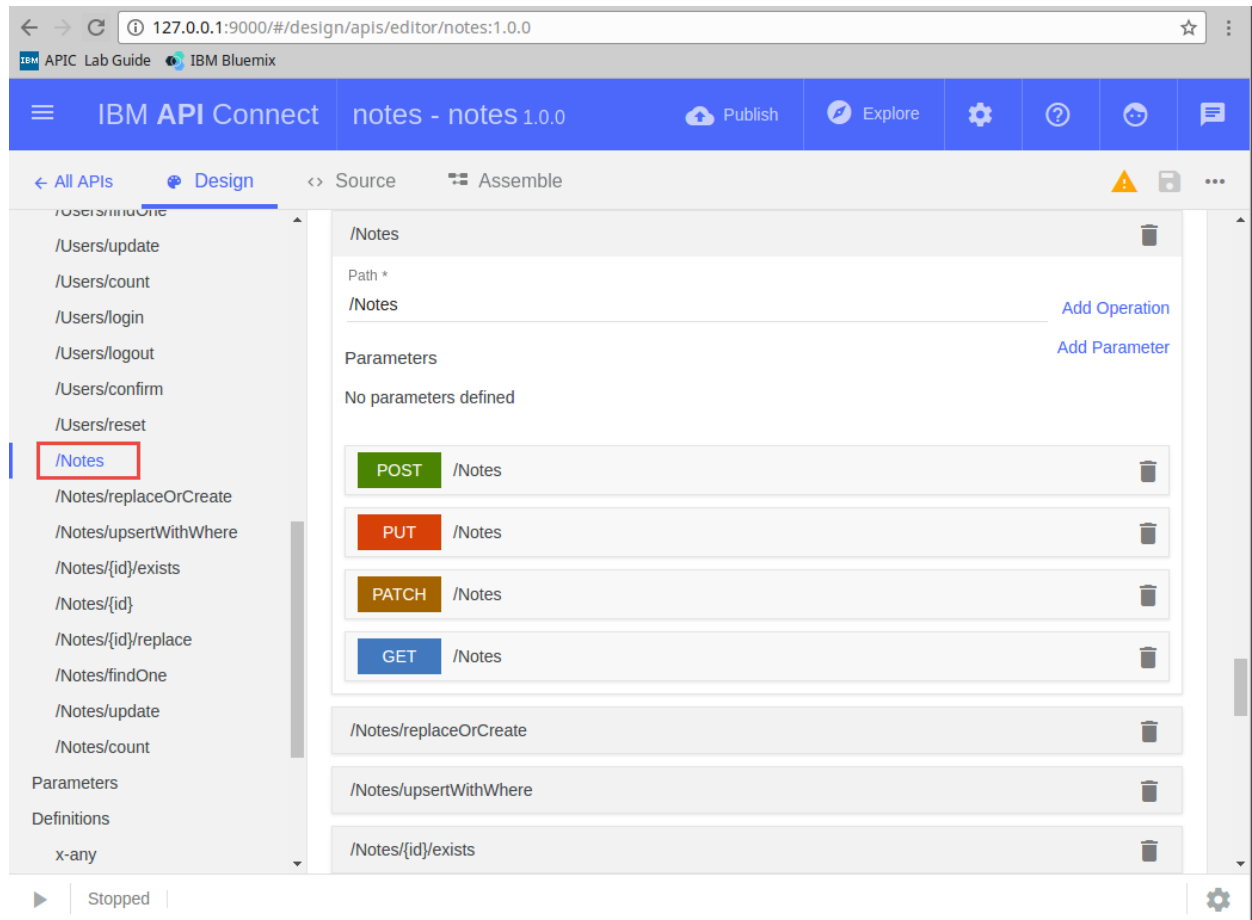 127.0.0.1:9000/#/design/apis/editor/notes:1.0.0
IBM APIC Lab Guide IBM Bluemix
IBM API Connect notes - notes 1.0.0 Publish Explore
← All APIs Design <> Source Assemble
/Users/findOne
/Users/update
/Users/count
/Users/login
/Users/logout
/Users/confirm
/Users/reset
/Notes
/Notes/replaceOrCreate
/Notes/upsertWithWhere
/Notes/{id}/exists
/Notes/{id}
/Notes/{id}/replace
/Notes/findOne
/Notes/update
/Notes/count
Parameters
Definitions
x-any
/Notes
Path *
/Notes
Add Operation
Add Parameter
Parameters
No parameters defined
POST /Notes
PUT /Notes
PATCH /Notes
GET /Notes
/Notes/replaceOrCreate
/Notes/upsertWithWhere
/Notes/{id}/exists
Stopped